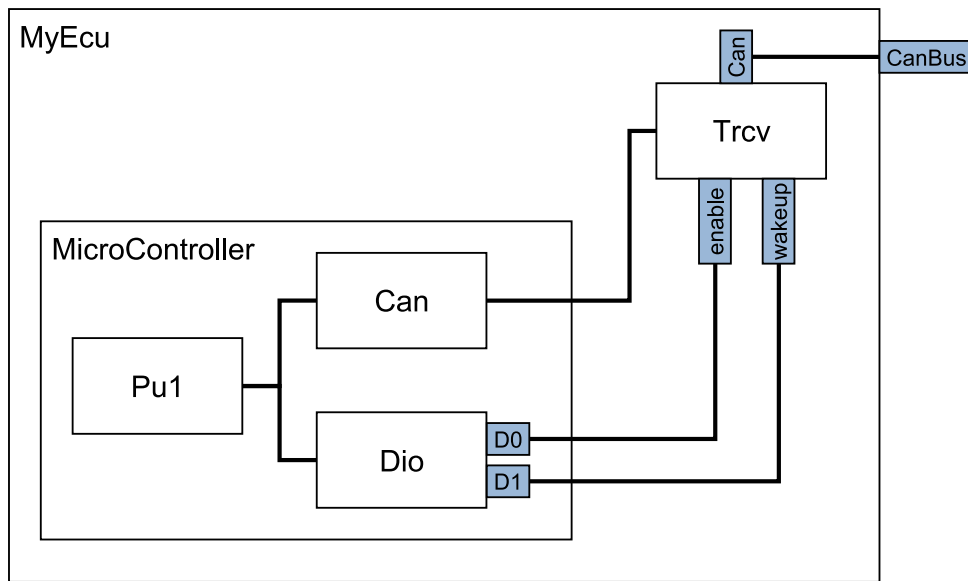 MyEcu
Can
CanBus
Trcv
enable
wakeup
MicroController
Can
Pu1
Dio
D0
D1